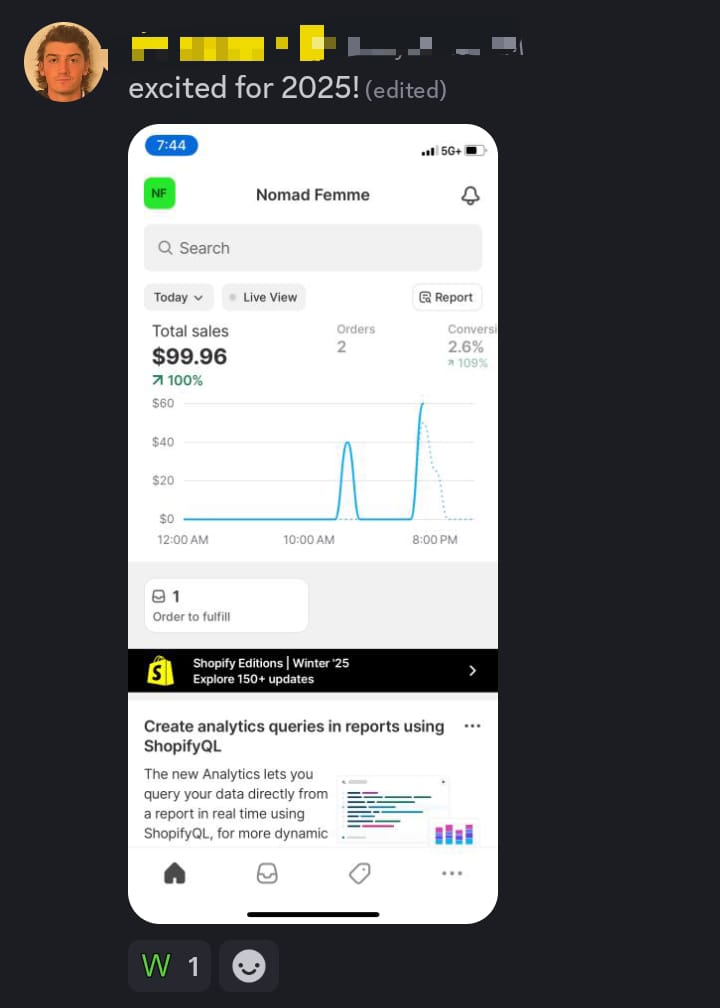 excited for 2025! (edited)
7:44
5G+
NF
Nomad Femme
Search
Today
Live View
Report
Total sales
Orders
Conversi
$99.96
2
2.6%
100%
109%
$60
$40
$20
$0
12:00 AM
10:00 AM
8:00 PM
1
Order to fulfill
Shopify Editions | Winter '25
Explore 150+ updates
Create analytics queries in reports using
ShopifyQL
The new Analytics lets you
query your data directly from
a report in real time using
ShopifyQL, for more dynamic
W 1